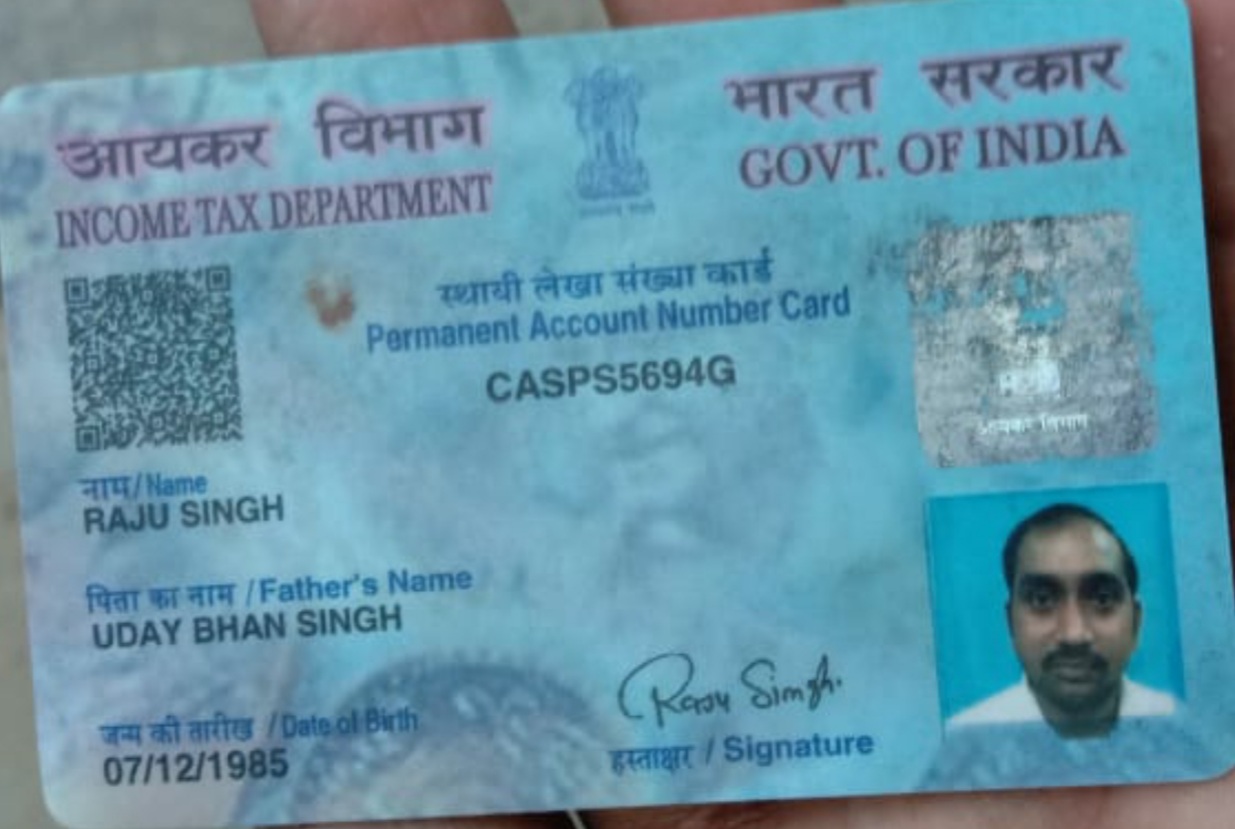 आयकर विभाग
INCOME TAX DEPARTMENT
भारत सरकार
GOVT. OF INDIA
स्थायी लेखा संख्या कार्ड
Permanent Account Number Card
CASPS5694G
आयकर विभाग
नाम/Name
RAJU SINGH
पिता का नाम /Father's Name
UDAY BHAN SINGH
जन्म की तारीख /Date of Birth
07/12/1985
Raju Singh.
हस्ताक्षर / Signature